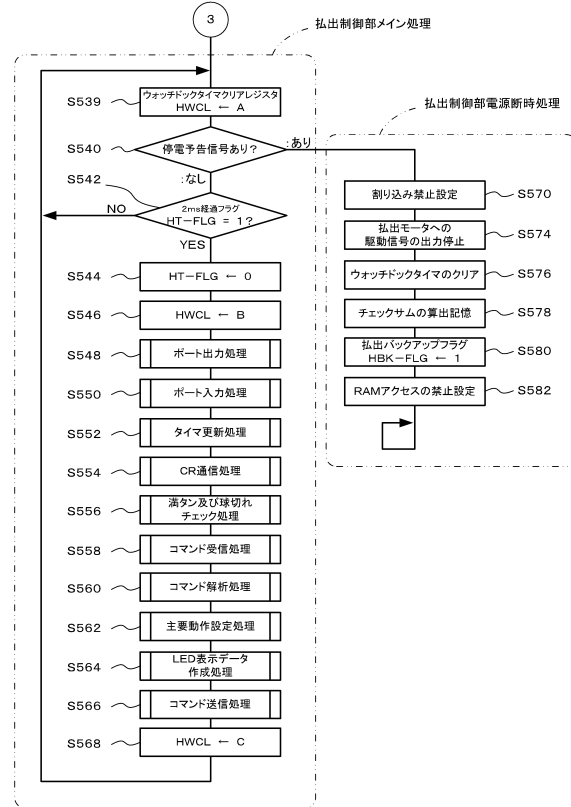 3
払出制御部メイン処理
S539
ウォッチドックタイマクリアレジスタ
HWCL ← A
S540
停電予告信号あり?
:あり
:なし
S542
2ms経過フラグ
HT-FLG = 1?
NO
YES
S544
HT-FLG ← 0
S546
HWCL ← B
S548
ポート出力処理
S550
ポート入力処理
S552
タイマ更新処理
S554
CR通信処理
S556
満タン及び球切れ
チェック処理
S558
コマンド受信処理
S560
コマンド解析処理
S562
主要動作設定処理
S564
LED表示データ
作成処理
S566
コマンド送信処理
S568
HWCL ← C
払出制御部電源断時処理
割り込み禁止設定
S570
払出モータへの
駆動信号の出力停止
S574
ウォッチドックタイマのクリア
S576
チェックサムの算出記憶
S578
払出バックアップフラグ
HBK-FLG ← 1
S580
RAMアクセスの禁止設定
S582